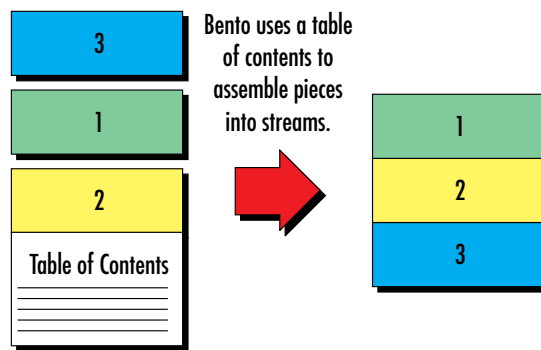 3
1
2
Table of Contents
Bento uses a table
of contents to
assemble pieces
into streams.
1
2
3